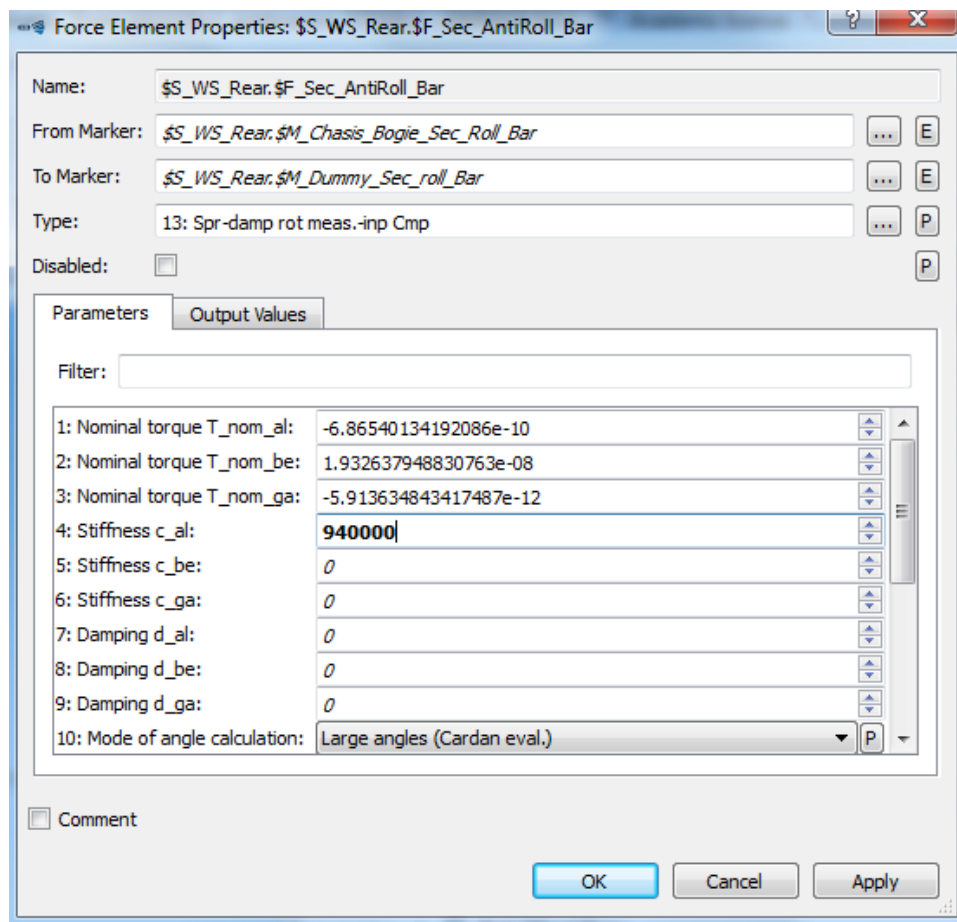 Force Element Properties: $S_WS_Rear.$F_Sec_AntiRoll_Bar ? X
Name: $S_WS_Rear.$F_Sec_AntiRoll_Bar
From Marker: $S_WS_Rear.$M_Chasis_Bogie_Sec_Roll_Bar ... E
To Marker: $S_WS_Rear.$M_Dummy_Sec_roll_Bar ... E
Type: 13: Spr-damp rot meas.-inp Cmp ... P
Disabled: P
Parameters Output Values
Filter:
1: Nominal torque T_nom_al: -6.86540134192086e-10
2: Nominal torque T_nom_be: 1.932637948830763e-08
3: Nominal torque T_nom_ga: -5.913634843417487e-12
4: Stiffness c_al: 940000
5: Stiffness c_be: 0
6: Stiffness c_ga: 0
7: Damping d_al: 0
8: Damping d_be: 0
9: Damping d_ga: 0
10: Mode of angle calculation: Large angles (Cardan eval.) P
Comment
OK Cancel Apply